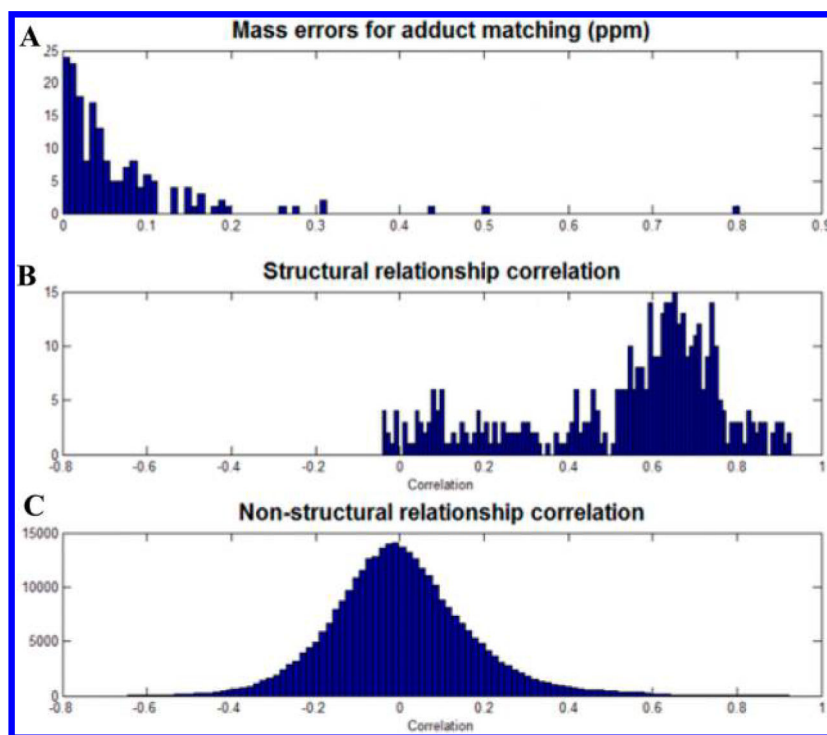 A
Mass errors for adduct matching (ppm)
25
20
15
10
5
0
0 0.1 0.2 0.3 0.4 0.5 0.6 0.7 0.8 0.9
B
Structural relationship correlation
15
10
5
0
-0.8 -0.6 -0.4 -0.2 0 0.2 0.4 0.6 0.8 1
Correlation
C
Non-structural relationship correlation
15000
10000
5000
0
-0.8 -0.6 -0.4 -0.2 0 0.2 0.4 0.6 0.8 1
Correlation